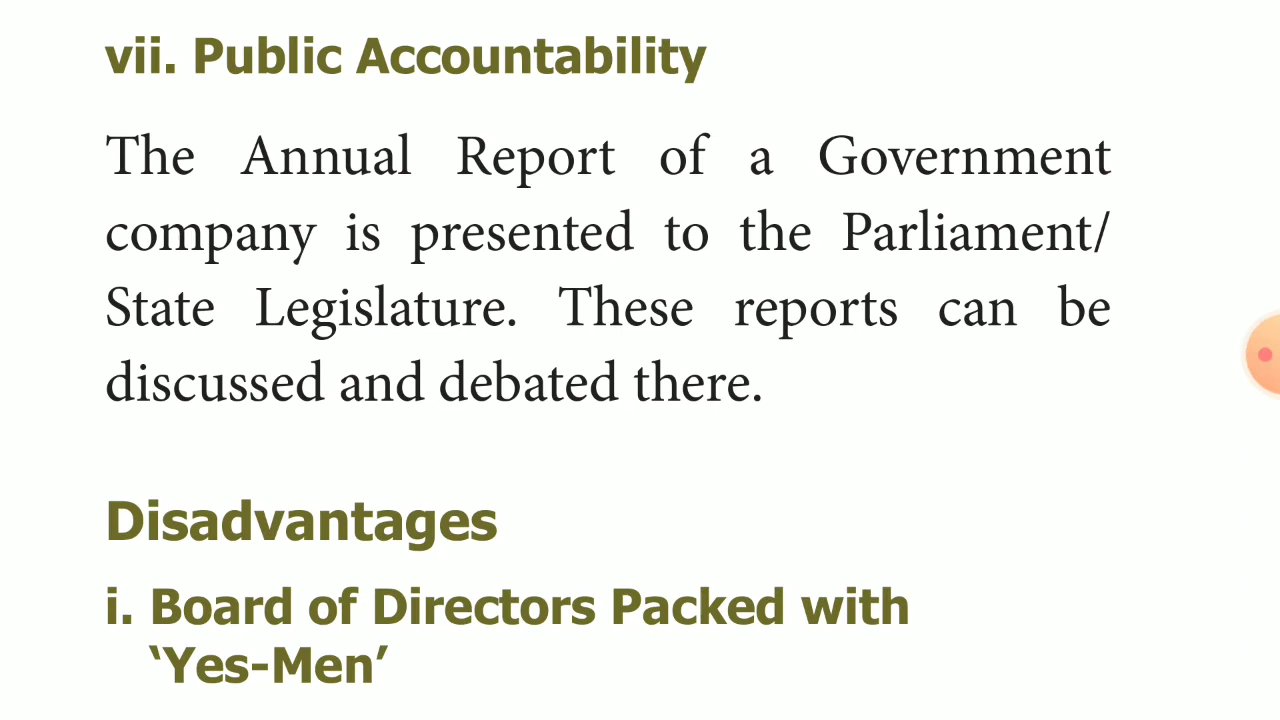 vii. Public Accountability
The Annual Report of a Government
company is presented to the Parliament/
State Legislature. These reports can be
discussed and debated there.
Disadvantages
i. Board of Directors Packed with
‘Yes-Men’